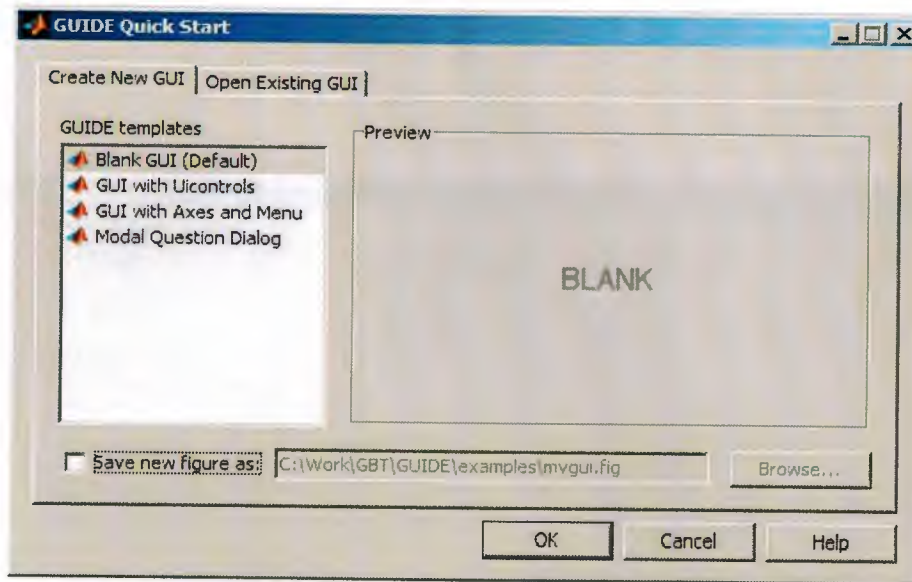 GUIDE Quick Start
Create New GUI
Open Existing GUI
GUIDE templates
Blank GUI (Default)
GUI with Uicontrols
GUI with Axes and Menu
Modal Question Dialog
Preview
BLANK
Save new figure as:
C:\Work\GBT\GUIDE\examples\mygui.fig
Browse...
OK
Cancel
Help